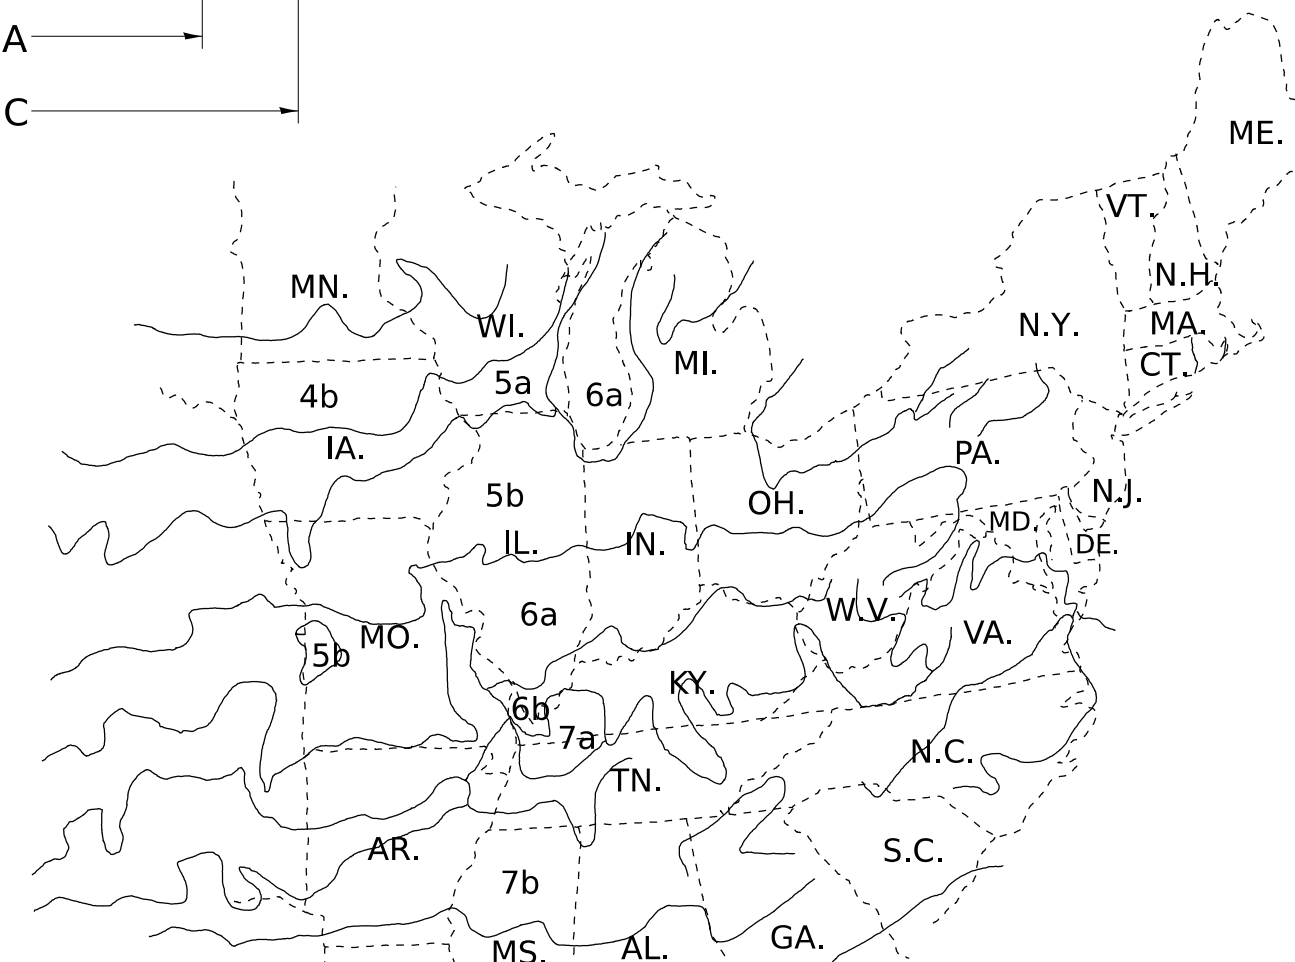 A
C
ME.
VT.
N.H.
MN.
WI.
N.Y.
MA.
MI.
CT.
4b
5a
6a
IA.
PA.
5b
OH.
N.J.
MD.
IL.
IN.
DE.
6a
W.V.
MO.
5b
VA.
KY.
6b
7a
N.C.
TN.
AR.
S.C.
7b
MS.
AL.
GA.